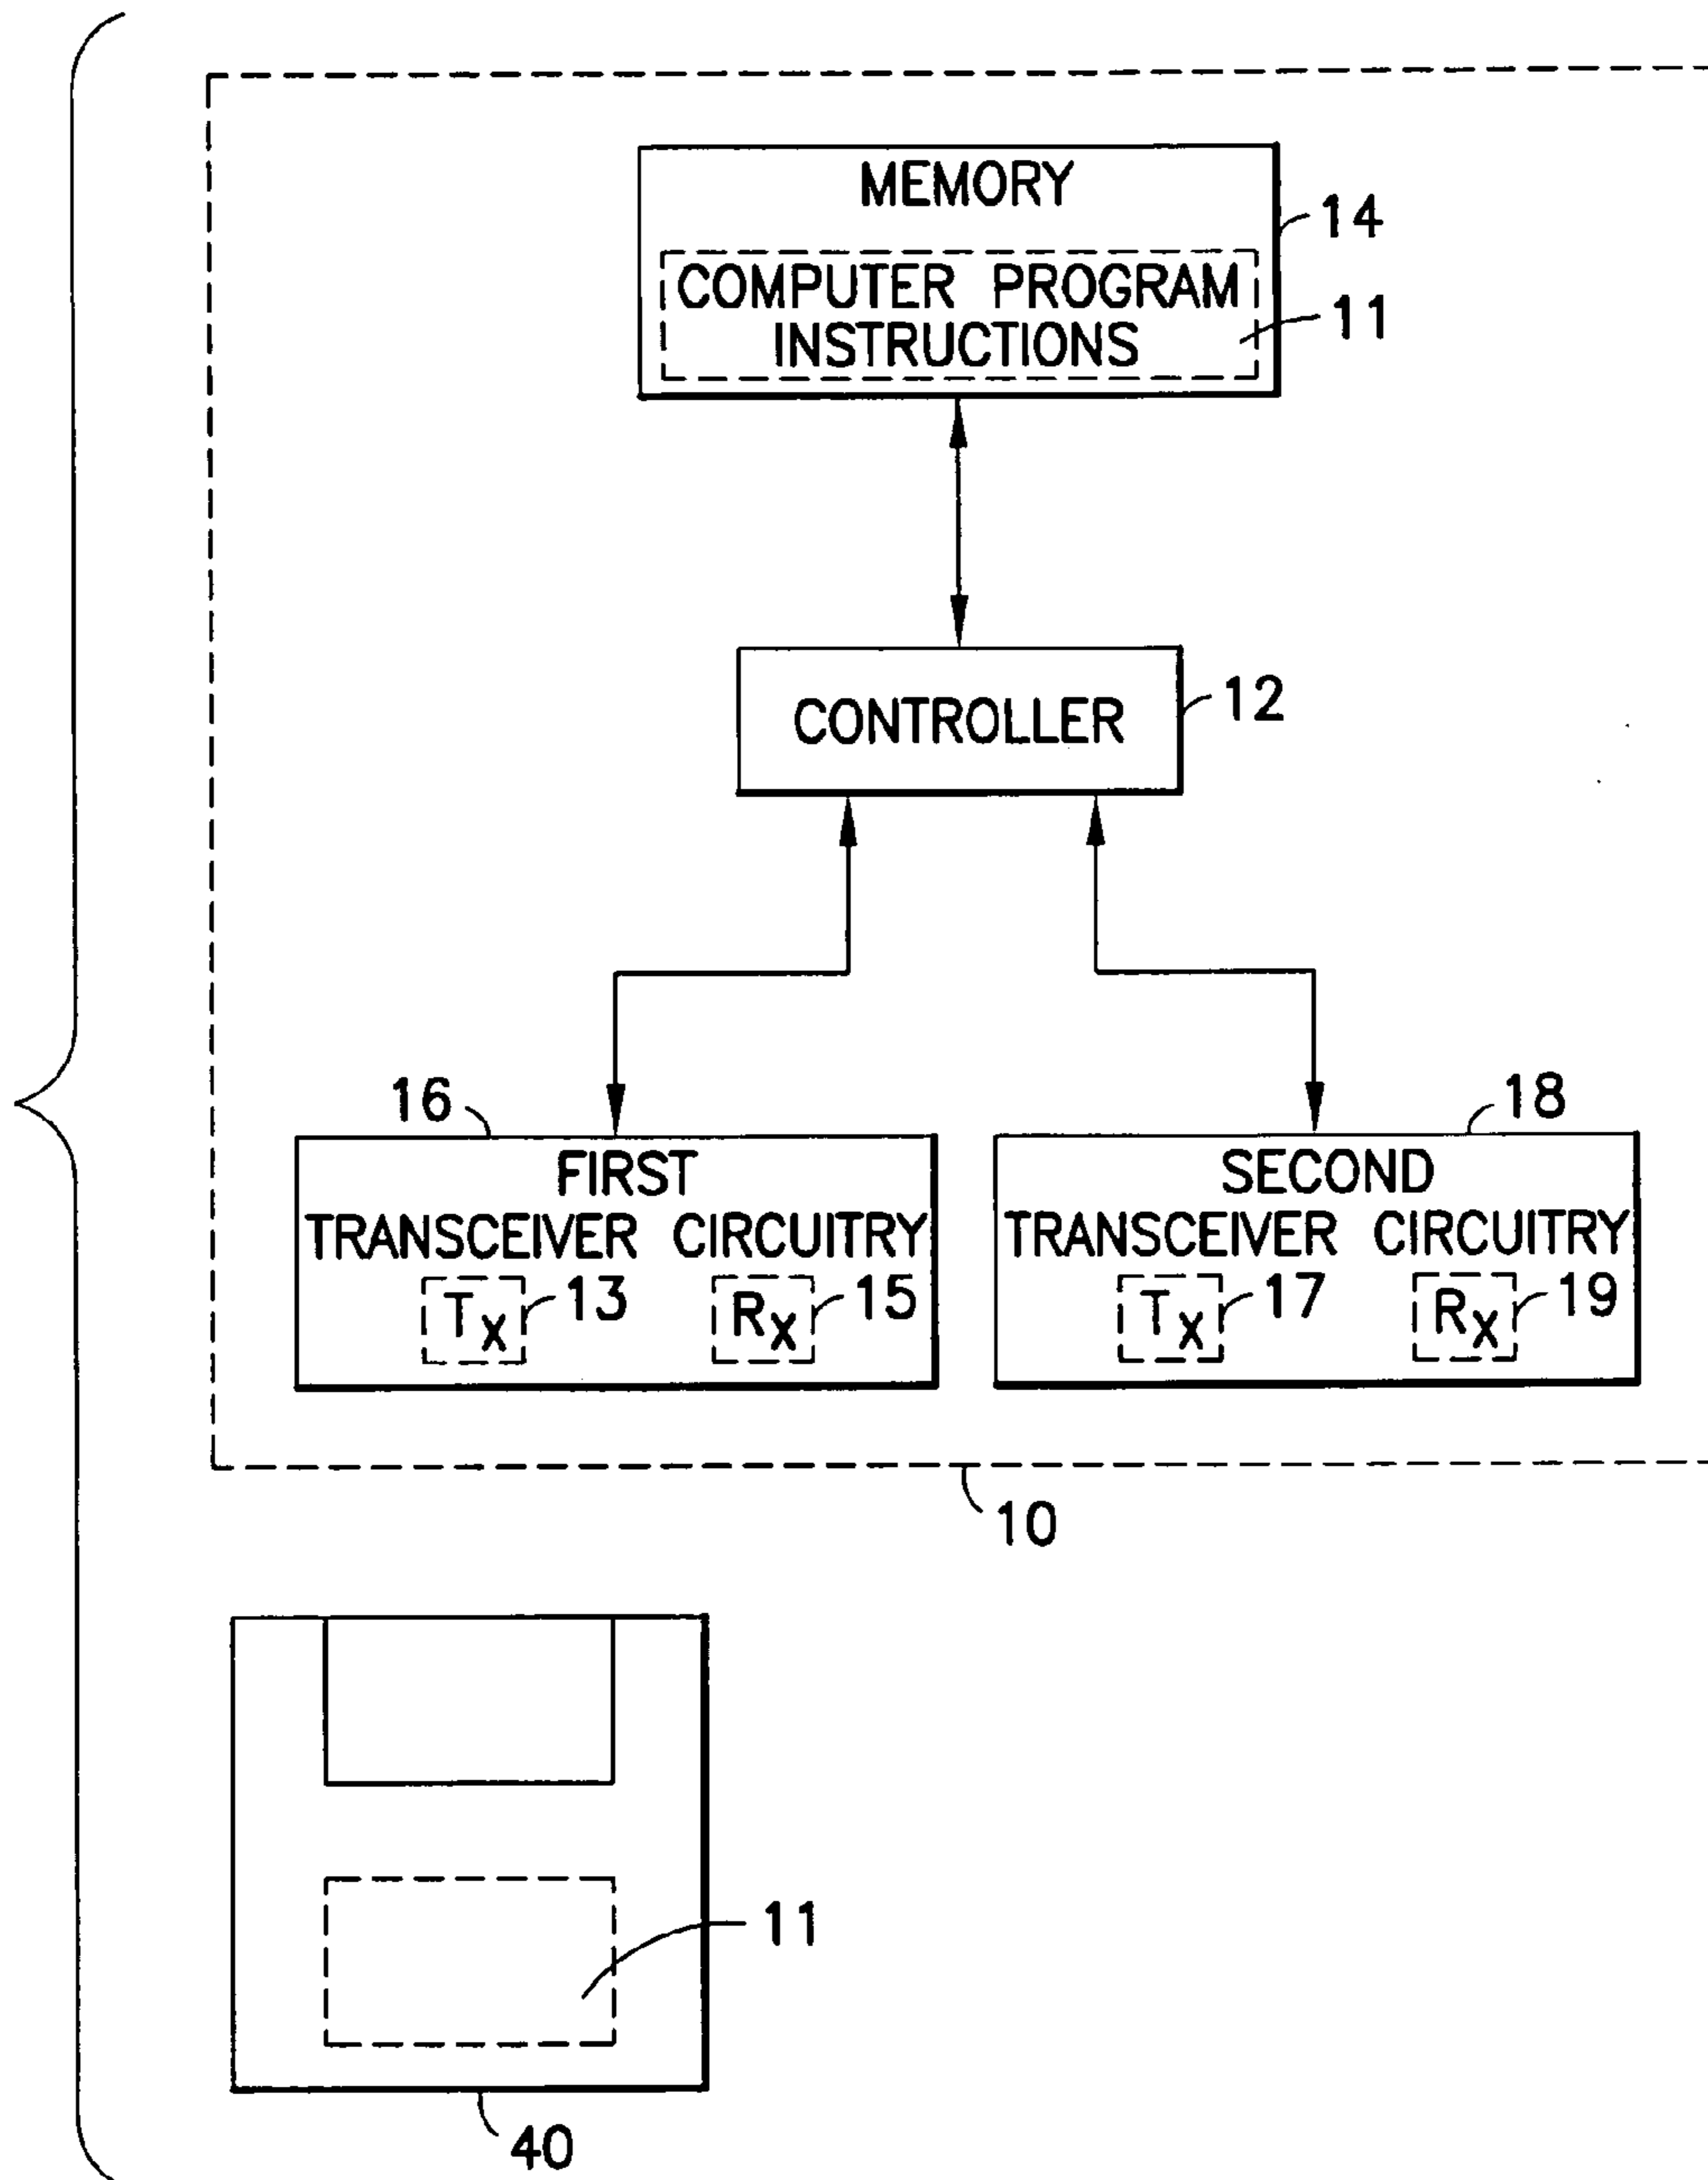 MEMORY
14
COMPUTER PROGRAM
INSTRUCTIONS
11
CONTROLLER
12
16
FIRST
TRANSCEIVER CIRCUITRY
Tx 13 Rx 15
18
SECOND
TRANSCEIVER CIRCUITRY
Tx 17 Rx 19
10
11
40